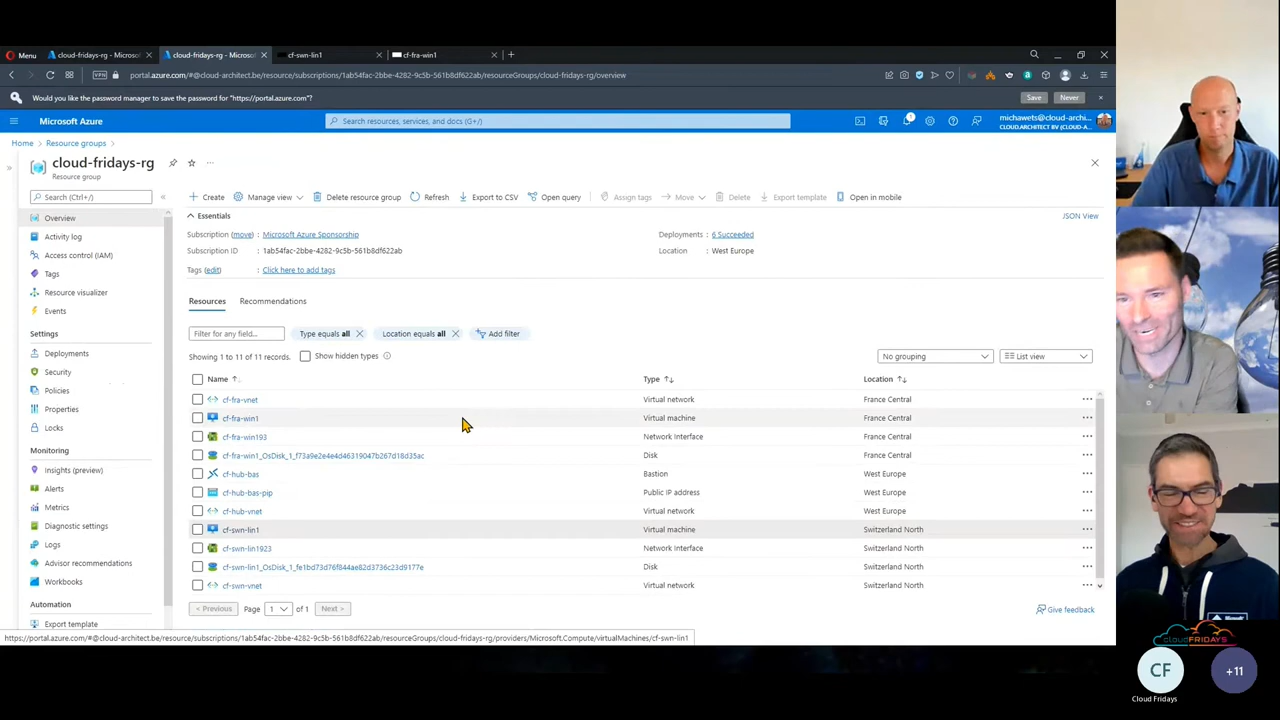 Menu
cloud-fridays-rg - Microsoft
cloud-fridays-rg - Microsoft
cf-swn-lin1
cf-fra-win1
VPN
portal.azure.com/#@cloud-architect.be/resource/subscriptions/1ab54fac-2bbe-4282-9c5b-561b8df622ab/resourceGroups/cloud-fridays-rg/overview
Would you like the password manager to save the password for "https://portal.azure.com"?
Save
Never
Microsoft Azure
Search resources, services, and docs (G+/)
1
michawets@cloud-archi...
CLOUD.ARCHITECT BV (CLOUD-A...
Home > Resource groups >
cloud-fridays-rg
Resource group
Search (Ctrl+/)
Overview
Activity log
Access control (IAM)
Tags
Resource visualizer
Events
Settings
Deployments
Security
Policies
Properties
Locks
Monitoring
Insights (preview)
Alerts
Metrics
Diagnostic settings
Logs
Advisor recommendations
Workbooks
Automation
Export template
Create
Manage view
Delete resource group
Refresh
Export to CSV
Open query
Assign tags
Move
Delete
Export template
Open in mobile
Essentials
JSON View
Subscription (move) : Microsoft Azure Sponsorship
Deployments : 6 Succeeded
Subscription ID : 1ab54fac-2bbe-4282-9c5b-561b8df622ab
Location : West Europe
Tags (edit) : Click here to add tags
Resources
Recommendations
Filter for any field...
Type equals all
Location equals all
Add filter
Showing 1 to 11 of 11 records.
Show hidden types
No grouping
List view
Name
Type
Location
cf-fra-vnet Virtual network France Central
cf-fra-win1 Virtual machine France Central
cf-fra-win193 Network Interface France Central
cf-fra-win1_OsDisk_1_f73a9e2e4e4d46319047b267d18d35ac Disk France Central
cf-hub-bas Bastion West Europe
cf-hub-bas-pip Public IP address West Europe
cf-hub-vnet Virtual network West Europe
cf-swn-lin1 Virtual machine Switzerland North
cf-swn-lin1923 Network Interface Switzerland North
cf-swn-lin1_OsDisk_1_fe1bd73d76f844ae82d3736c23d9177e Disk Switzerland North
cf-swn-vnet Virtual network Switzerland North
< Previous
Page
1
of 1
Next >
Give feedback
https://portal.azure.com/#@cloud-architect.be/resource/subscriptions/1ab54fac-2bbe-4282-9c5b-561b8df622ab/resourceGroups/cloud-fridays-rg/providers/Microsoft.Compute/virtualMachines/cf-swn-lin1
cloudFRIDAYS
CF
+11
Cloud Fridays